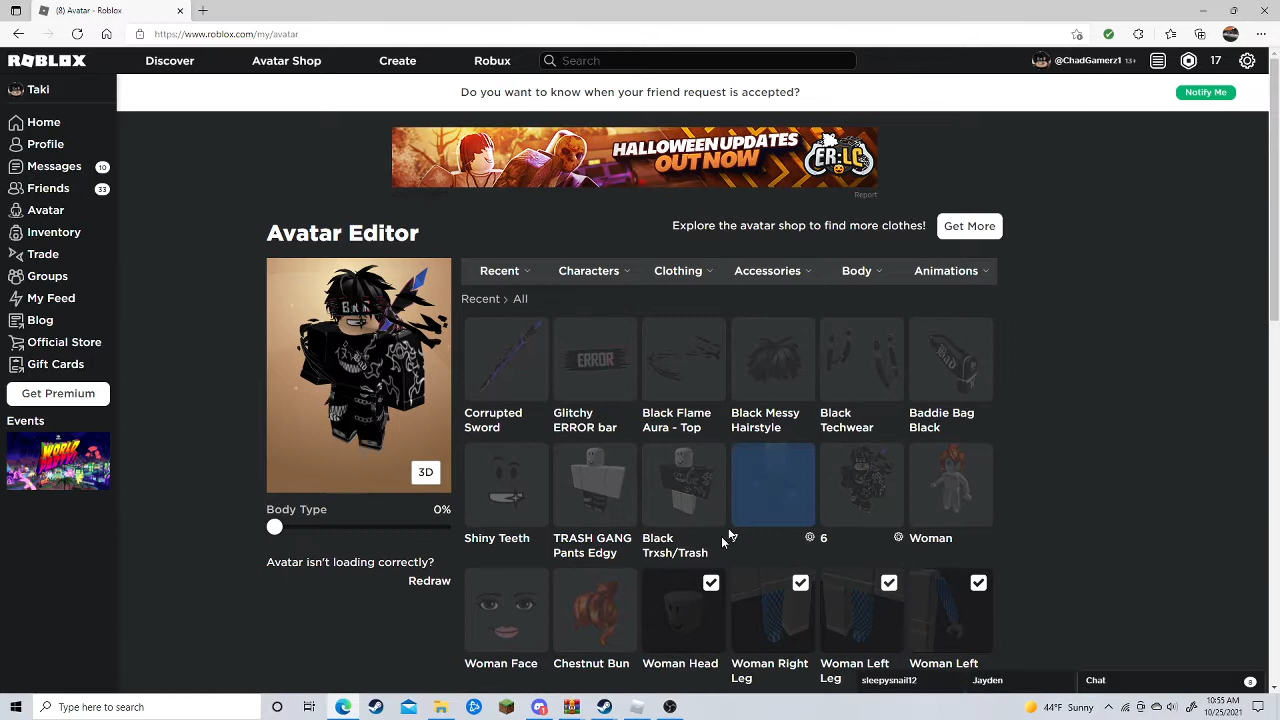 (8) Avatar - Roblox
https://www.roblox.com/my/avatar
ROBLOX
Discover
Avatar Shop
Create
Robux
Search
@ChadGamerz1 13+
17
Taki
Do you want to know when your friend request is accepted?
Notify Me
Home
Profile
Messages 10
Friends 33
Avatar
Inventory
Trade
Groups
My Feed
Blog
Official Store
Gift Cards
Get Premium
Events
HALLOWEEN UPDATES
OUT NOW
ER:LC
Report
Avatar Editor
Explore the avatar shop to find more clothes!
Get More
3D
Body Type 0%
Avatar isn't loading correctly?
Redraw
Recent
Characters
Clothing
Accessories
Body
Animations
Recent > All
ERROR
Bad
Corrupted Sword
Glitchy ERROR bar
Black Flame Aura - Top
Black Messy Hairstyle
Black Techwear
Baddie Bag Black
Shiny Teeth
TRASH GANG Pants Edgy
Black Trxsh/Trash
7
6
Woman
Woman Face
Chestnut Bun
Woman Head
Woman Right Leg
Woman Left Leg
Woman Left
sleepysnail12
Jayden
Chat
8
Type here to search
44°F Sunny
10:55 AM
10/25/2021